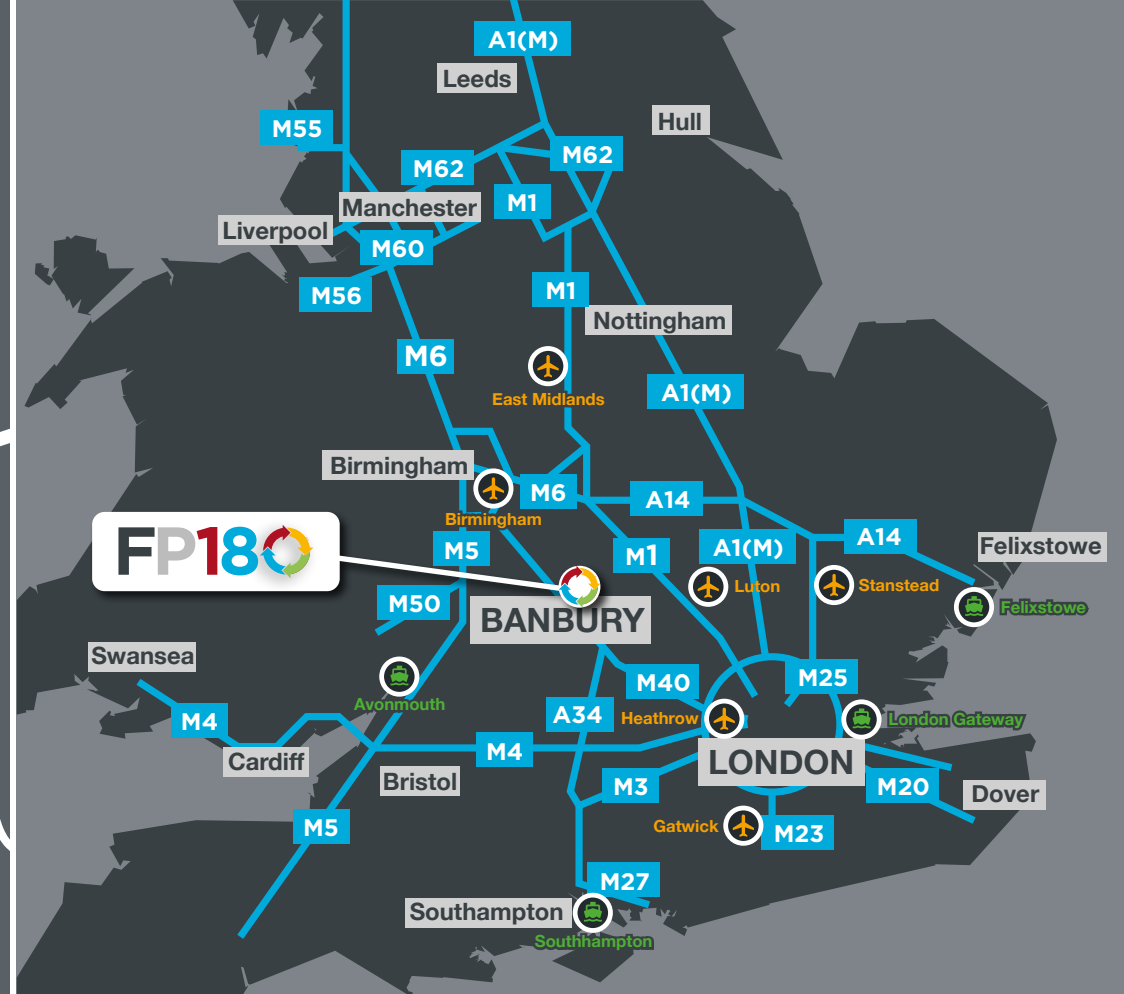 A1(M)
Leeds
Hull
M55
M62
M62
M1
Manchester
Liverpool
M60
M56
M1
Nottingham
M6
East Midlands
A1(M)
Birmingham
M6
A14
Birmingham
FP180
M5
M1
A1(M)
A14
Felixstowe
Luton
Stanstead
M50
Felixstowe
BANBURY
Swansea
M40
M25
Avonmouth
M4
A34
Heathrow
London Gateway
M4
Cardiff
LONDON
Bristol
M3
M20
Dover
M5
Gatwick
M23
M27
Southampton
Southhampton